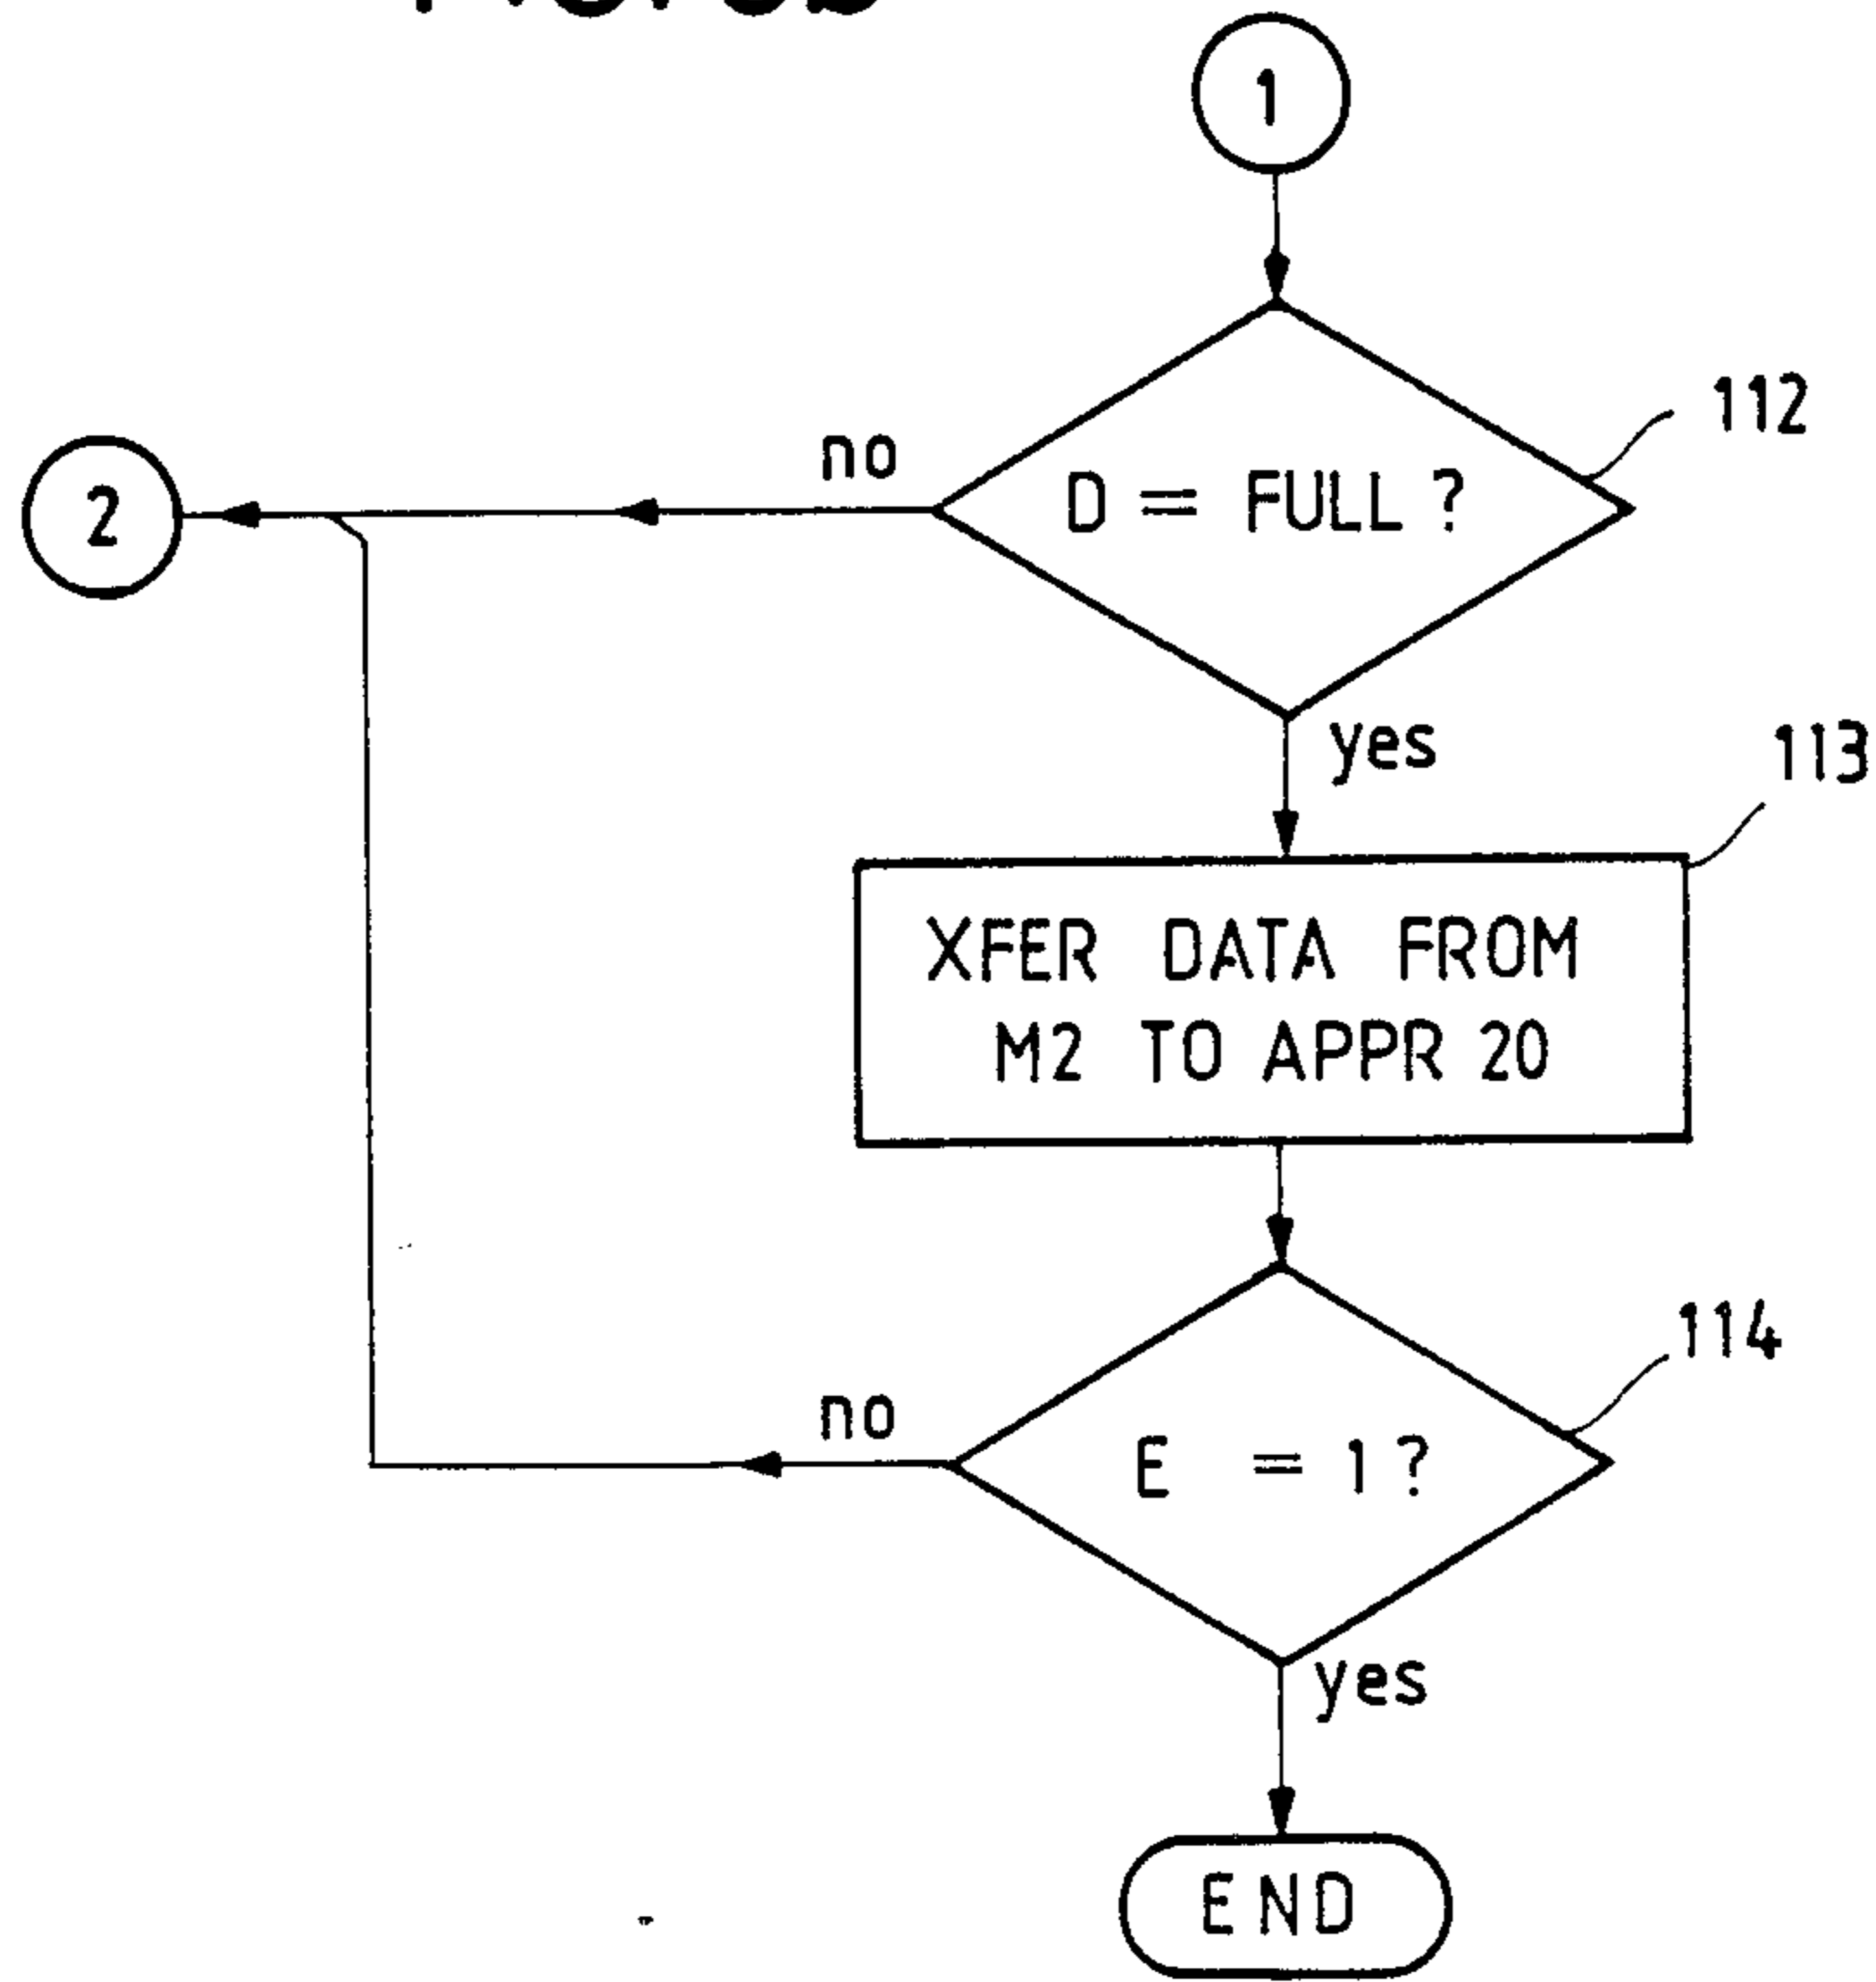 1
112
no
D = FULL ?
2
yes
113
XFER DATA FROM
M2 TO APPR 20
114
no
E = 1 ?
yes
END